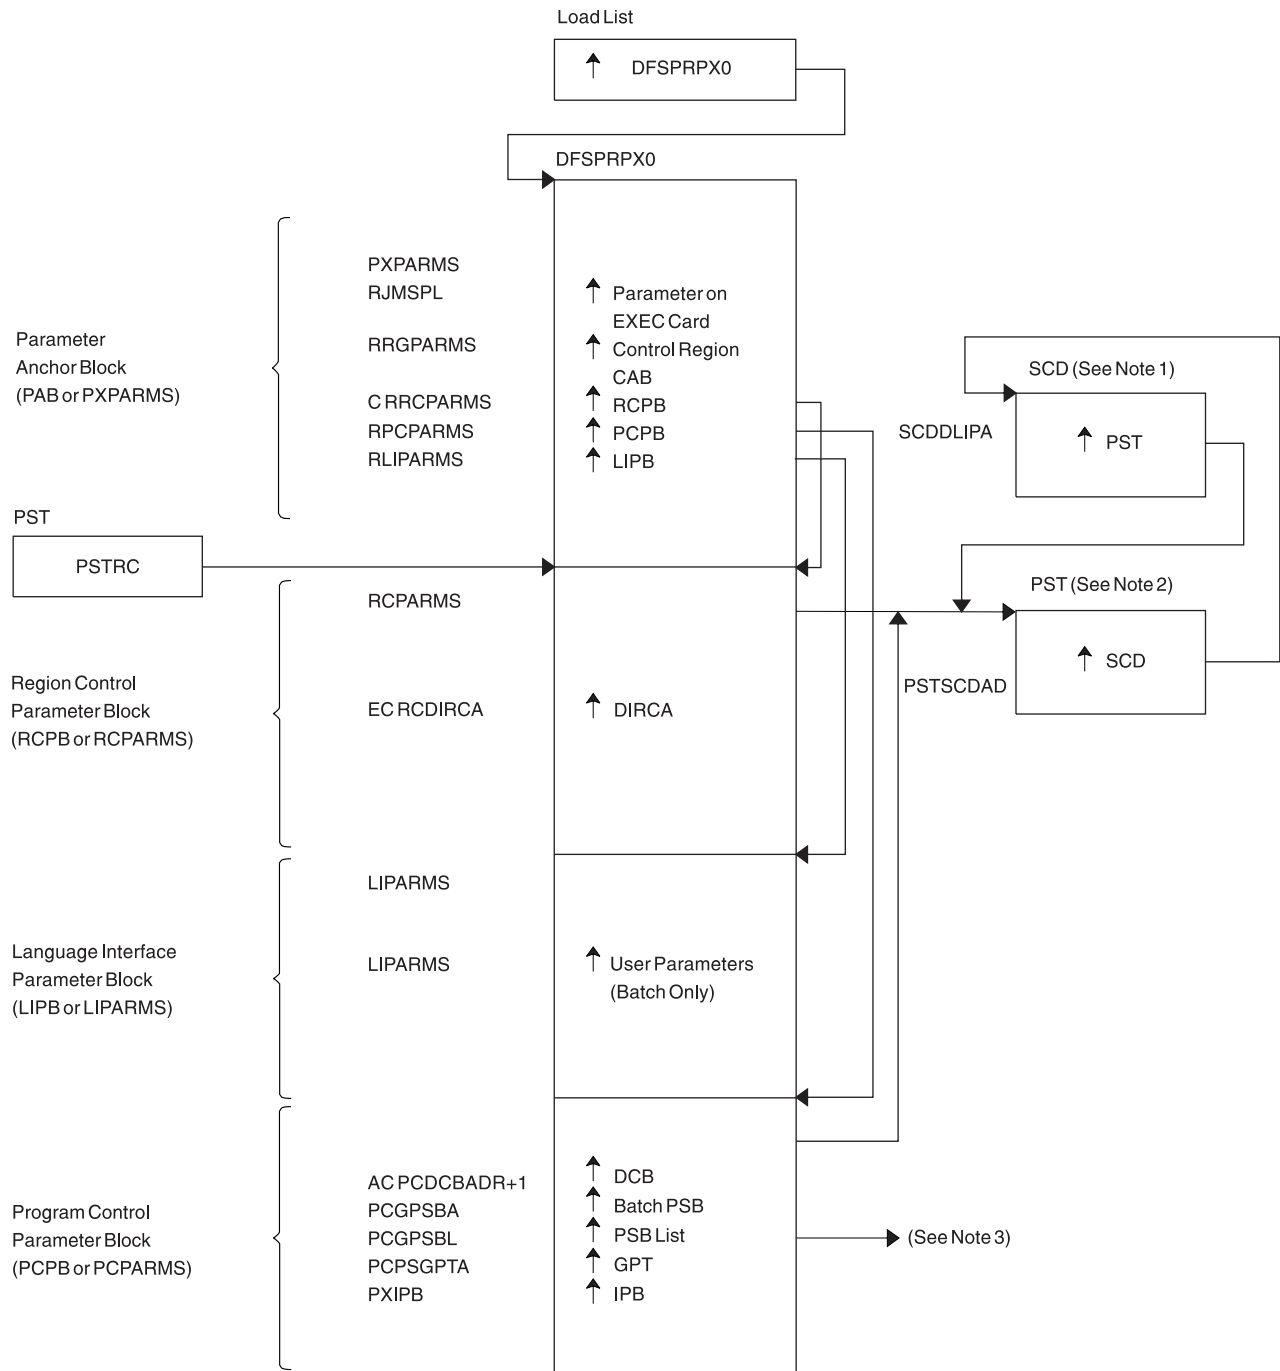 Load List
↑ DFSPRPX0
DFSPRPX0
Parameter
Anchor Block
(PAB or PXPARMS)
PXPARMS
RJMSPL
RRGPARMS
C RRCPARMS
RPCPARMS
RLIPARMS
↑ Parameter on
EXEC Card
↑ Control Region
CAB
↑ RCPB
↑ PCPB
↑ LIPB
SCD (See Note 1)
SCDDLIPA
↑ PST
PST
PSTRC
PST (See Note 2)
PSTSCDAD
↑ SCD
Region Control
Parameter Block
(RCPB or RCPARMS)
RCPARMS
EC RCDIRCA
↑ DIRCA
Language Interface
Parameter Block
(LIPB or LIPARMS)
LIPARMS
LIPARMS
↑ User Parameters
(Batch Only)
Program Control
Parameter Block
(PCPB or PCPARMS)
AC PCDCBADR+1
PCGPSBA
PCGPSBL
PCPSGPTA
PXIPB
↑ DCB
↑ Batch PSB
↑ PSB List
↑ GPT
↑ IPB
(See Note 3)